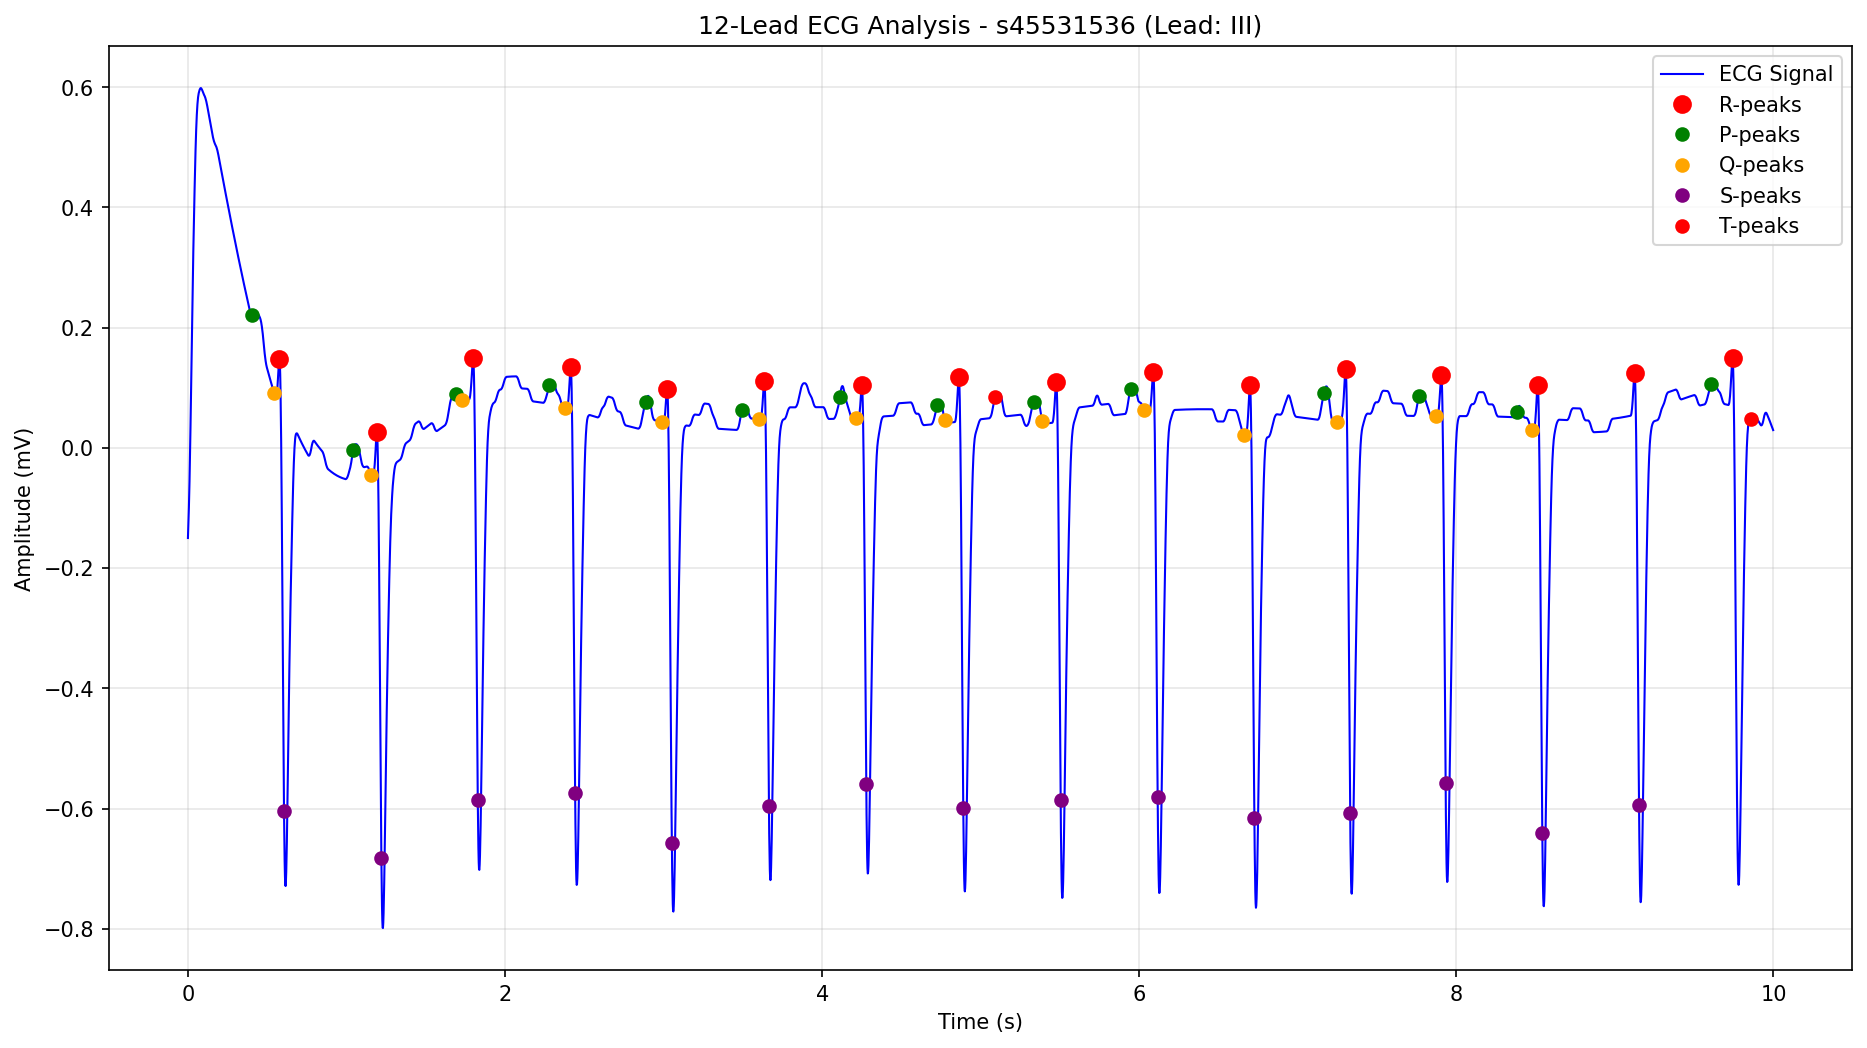 12-Lead ECG Analysis - s45531536 (Lead: III)
ECG Signal
R-peaks
P-peaks
Q-peaks
S-peaks
T-peaks
Amplitude (mV)
0.6
0.4
0.2
0.0
−0.2
−0.4
−0.6
−0.8
0 2 4 6 8 10
Time (s)